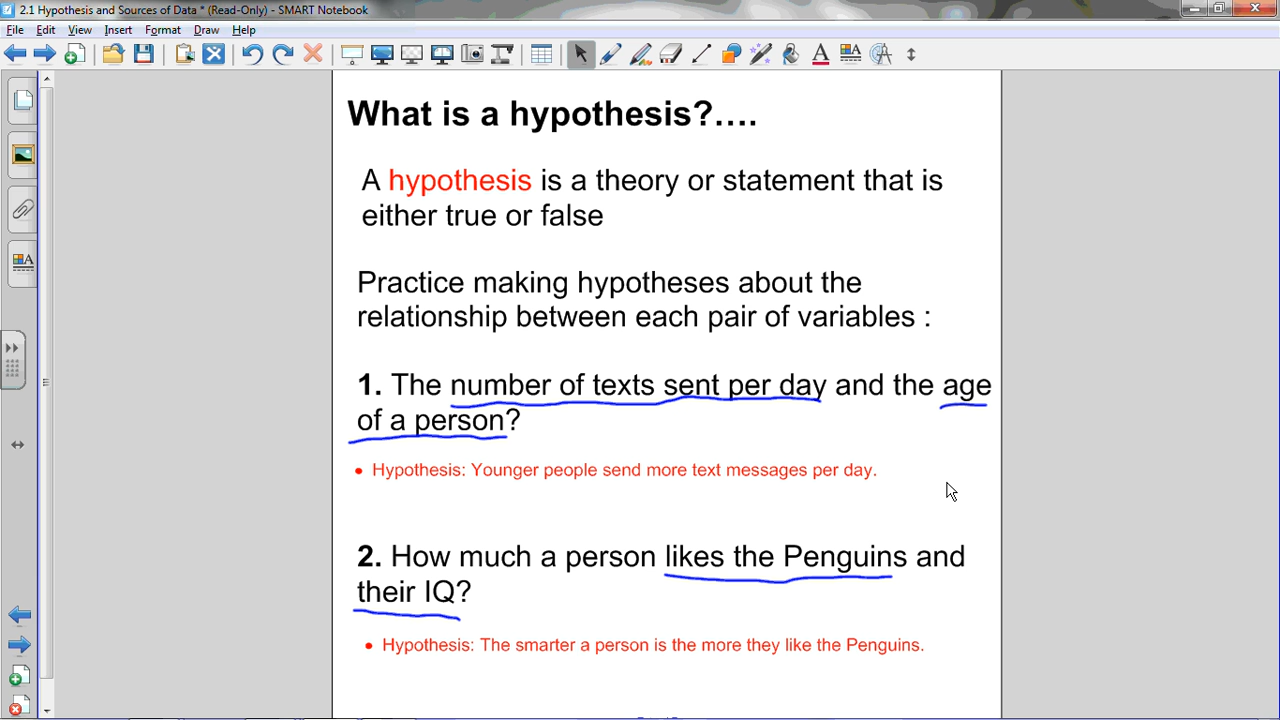 2.1 Hypothesis and Sources of Data * (Read-Only) - SMART Notebook
File Edit View Insert Format Draw Help
What is a hypothesis?....
A hypothesis is a theory or statement that is
either true or false
Practice making hypotheses about the
relationship between each pair of variables :
1. The number of texts sent per day and the age
of a person?
• Hypothesis: Younger people send more text messages per day.
2. How much a person likes the Penguins and
their IQ?
• Hypothesis: The smarter a person is the more they like the Penguins.